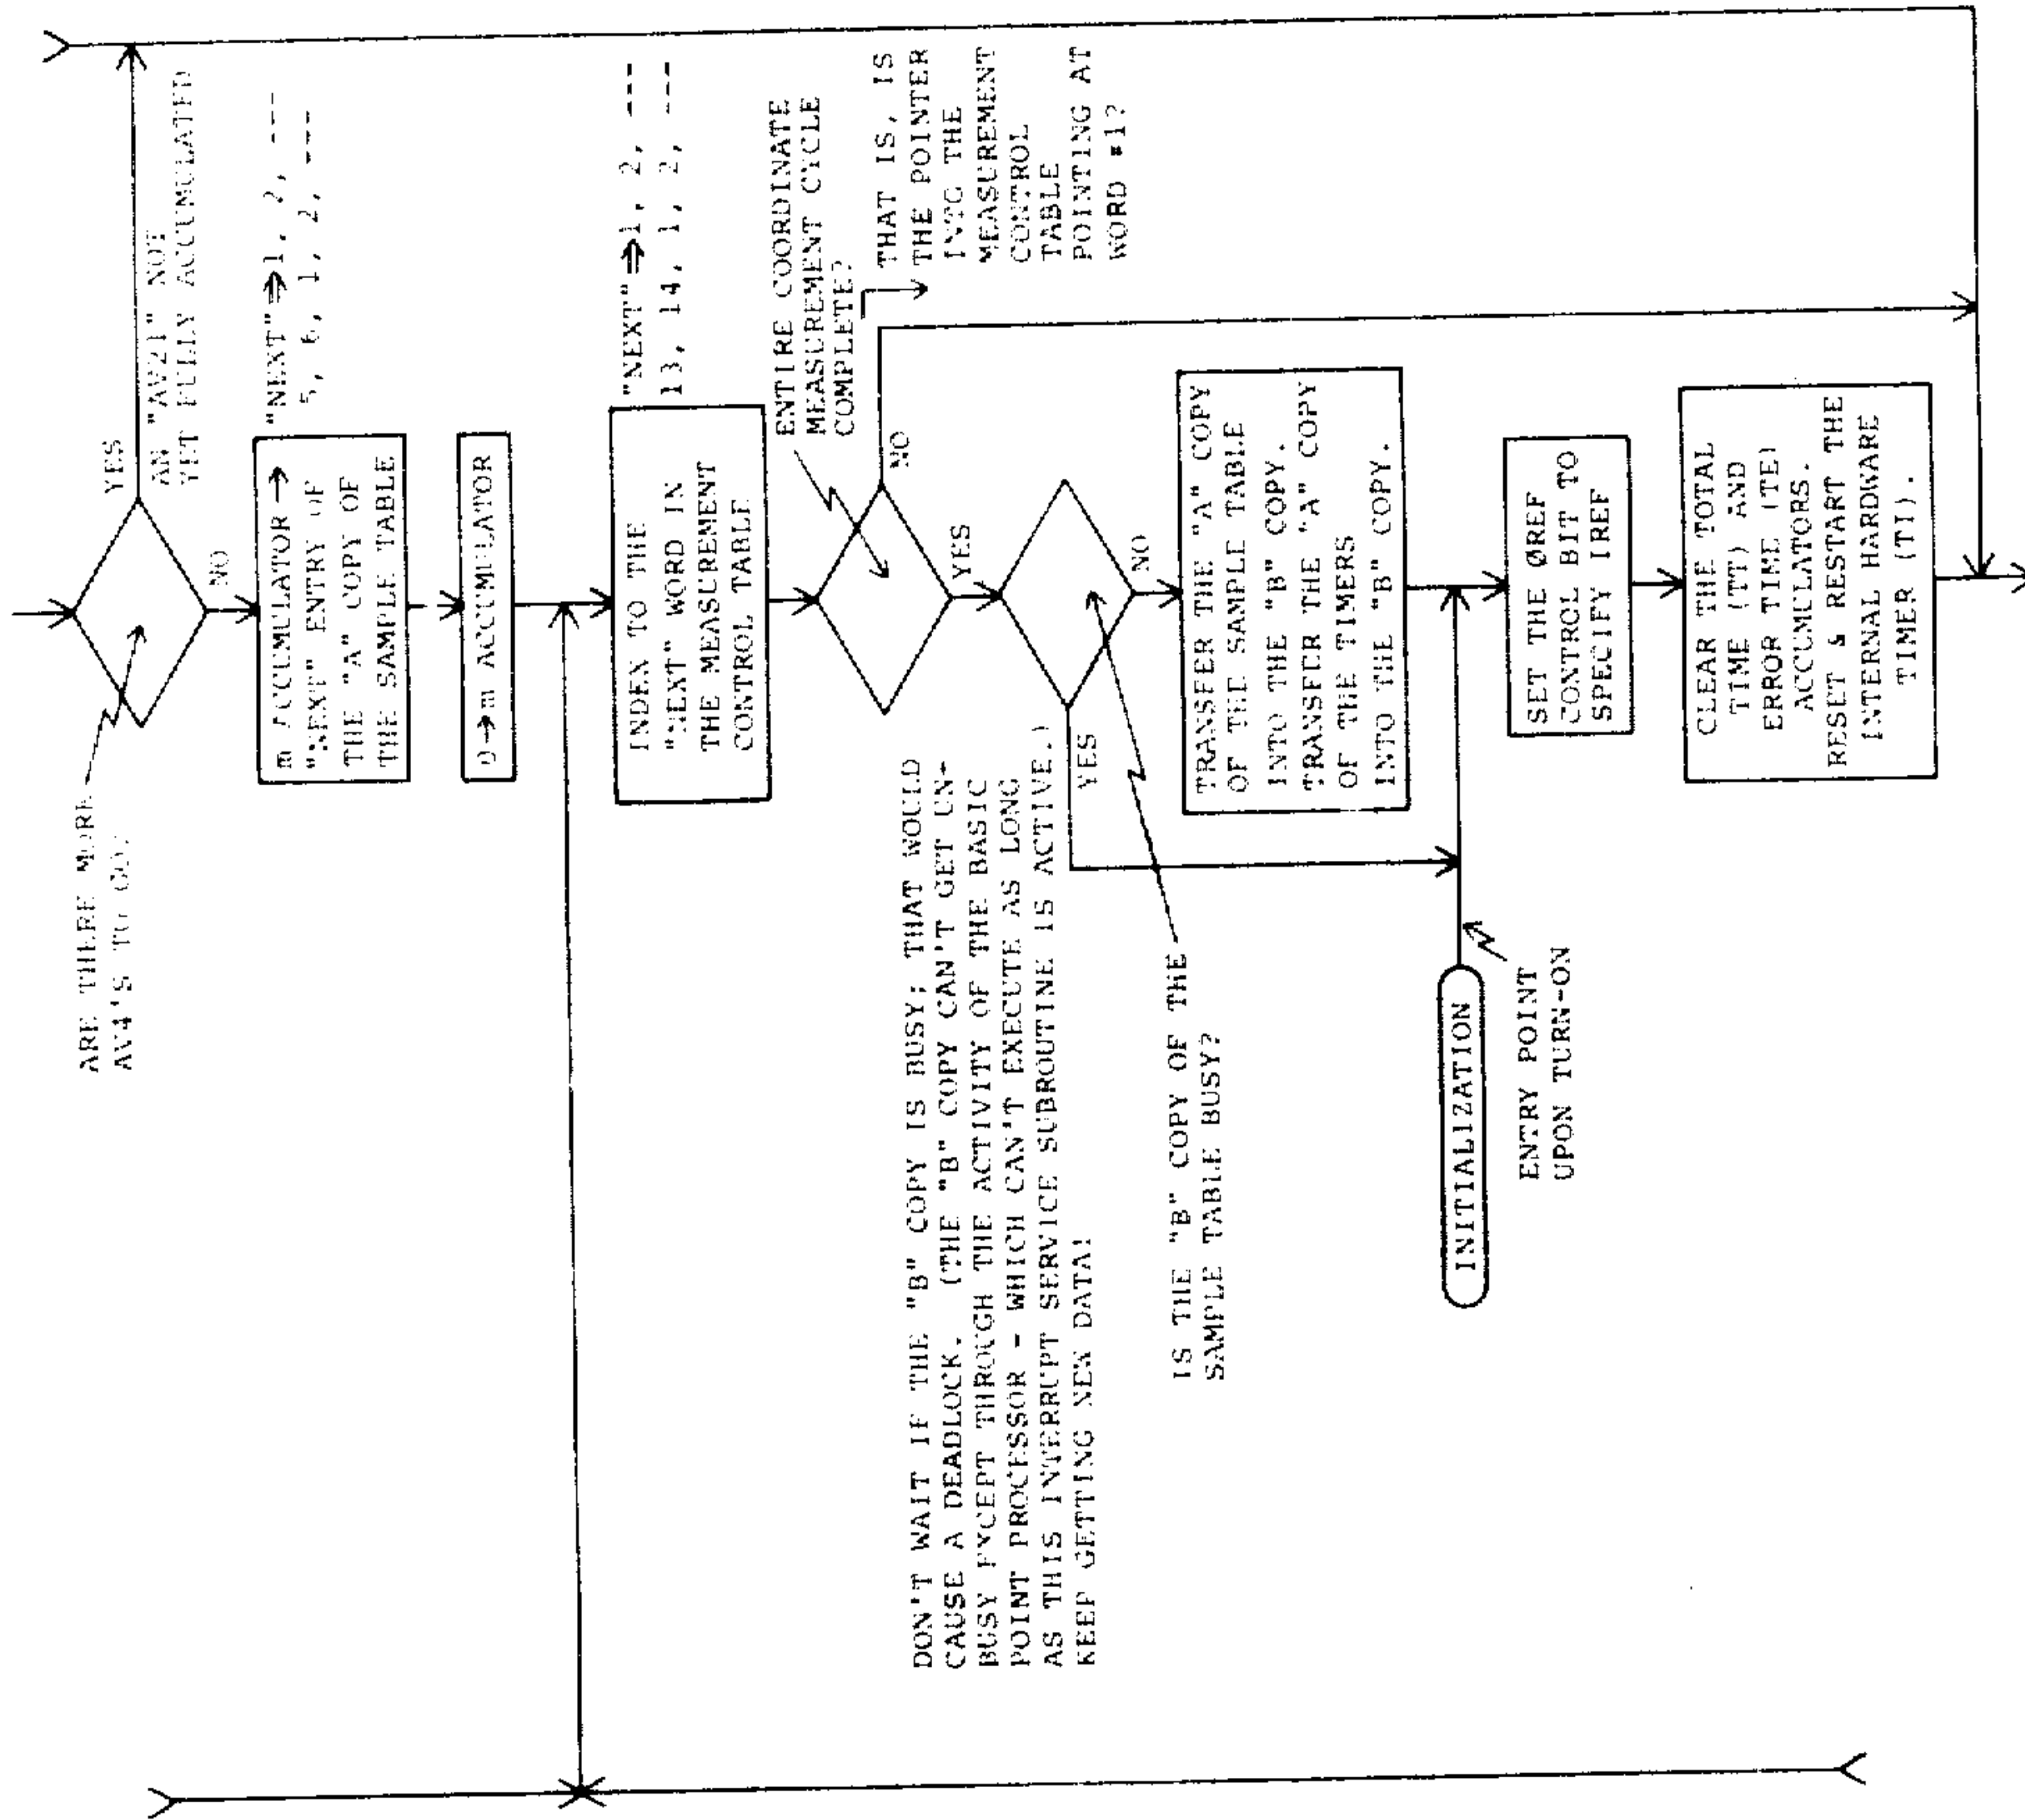 ARE THERE MORE
AV4'S TO GO?
YES
AN "AV21" NOT
YET FULLY ACCUMULATED
NO
m ACCUMULATOR →
"NEXT" ENTRY OF
THE "A" COPY OF
THE SAMPLE TABLE
"NEXT"⇒1, 2, ---
5, 6, 1, 2, ---
0→m ACCUMULATOR
INDEX TO THE
"NEXT" WORD IN
THE MEASUREMENT
CONTROL TABLE
"NEXT"⇒1, 2, ---
13, 14, 1, 2, ---
ENTIRE COORDINATE
MEASUREMENT CYCLE
COMPLETE?
THAT IS, IS
THE POINTER
INTO THE
MEASUREMENT
CONTROL
TABLE
POINTING AT
WORD #1?
NO
YES
DON'T WAIT IF THE "B" COPY IS BUSY; THAT WOULD
CAUSE A DEADLOCK. (THE "B" COPY CAN'T GET UN-
BUSY EXCEPT THROUGH THE ACTIVITY OF THE BASIC
POINT PROCESSOR - WHICH CAN'T EXECUTE AS LONG
AS THIS INTERRUPT SERVICE SUBROUTINE IS ACTIVE.)
KEEP GETTING NEW DATA!
YES
NO
IS THE "B" COPY OF THE
SAMPLE TABLE BUSY?
TRANSFER THE "A" COPY
OF THE SAMPLE TABLE
INTO THE "B" COPY.
TRANSFER THE "A" COPY
OF THE TIMERS
INTO THE "B" COPY.
INITIALIZATION
ENTRY POINT
UPON TURN-ON
SET THE ØREF
CONTROL BIT TO
SPECIFY IREF
CLEAR THE TOTAL
TIME (TT) AND
ERROR TIME (TE)
ACCUMLATORS.
RESET & RESTART THE
INTERNAL HARDWARE
TIMER (TI).